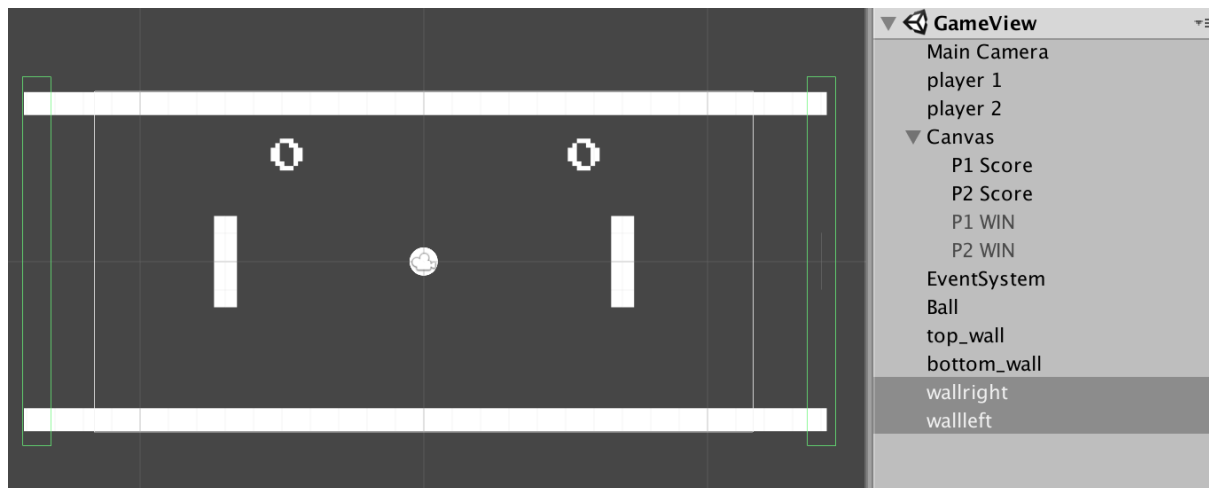 GameView
Main Camera
player 1
player 2
Canvas
P1 Score
P2 Score
P1 WIN
P2 WIN
EventSystem
Ball
top_wall
bottom_wall
wallright
wallleft
0 0